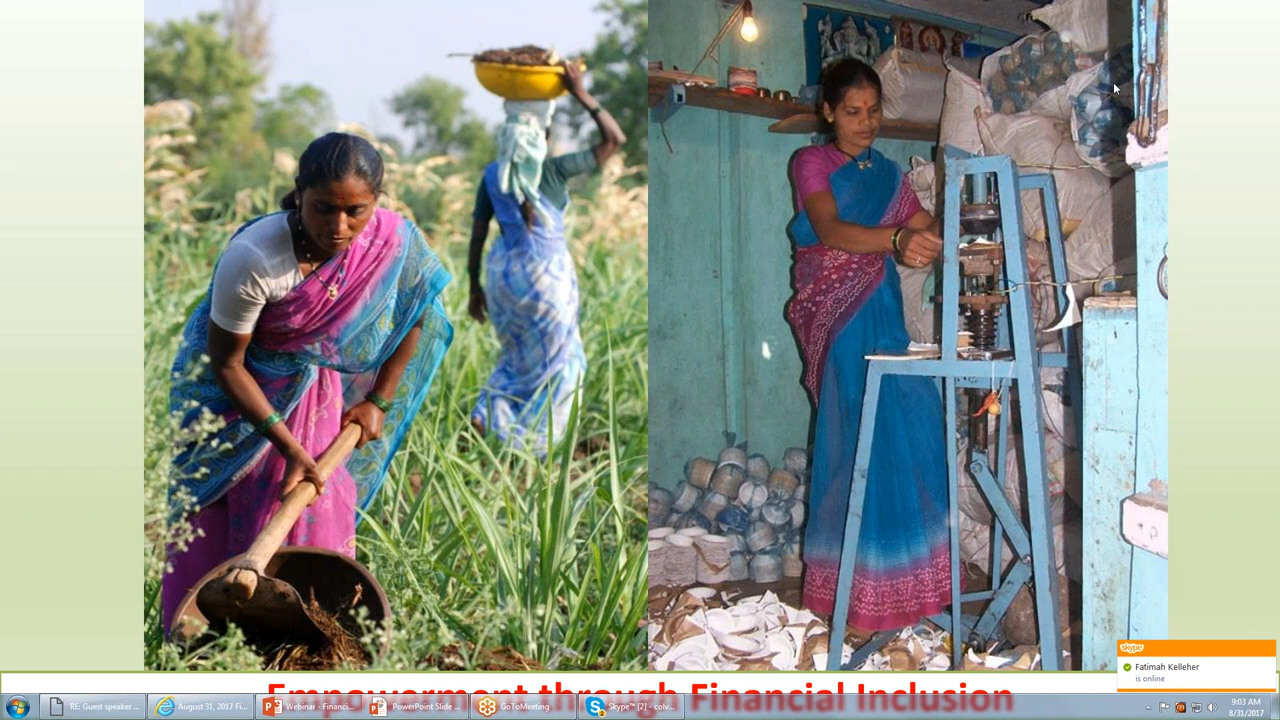 skype
Fatimah Kelleher
is online
Empowerment through Financial Inclusion
RE: Guest speaker ...
August 31, 2017 Fi...
Webinar - Financi...
PowerPoint Slide ...
GoToMeeting
Skype™ [2] - colv...
9:03 AM
8/31/2017